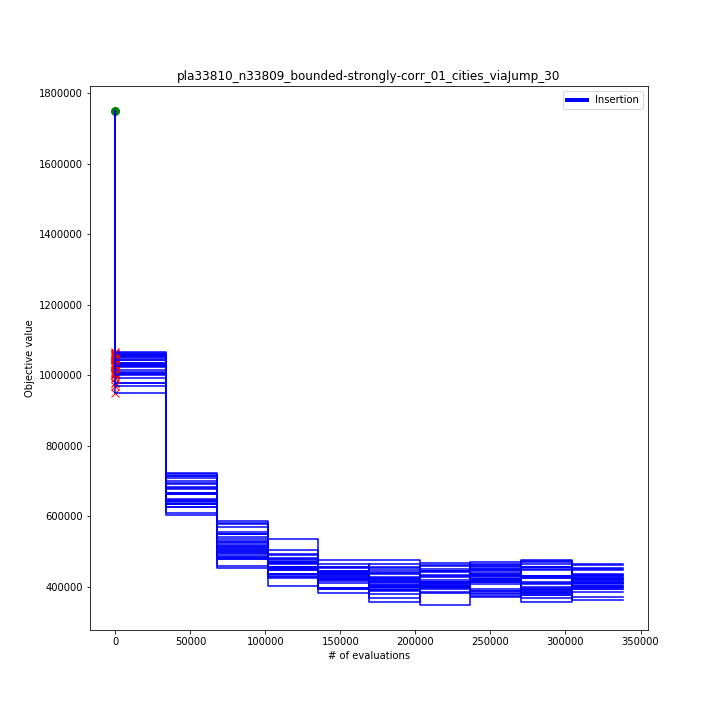 pla33810_n33809_bounded-strongly-corr_01_cities_viaJump_30
Insertion
Objective value
1800000
1600000
1400000
1200000
1000000
800000
600000
400000
0 50000 100000 150000 200000 250000 300000 350000
# of evaluations